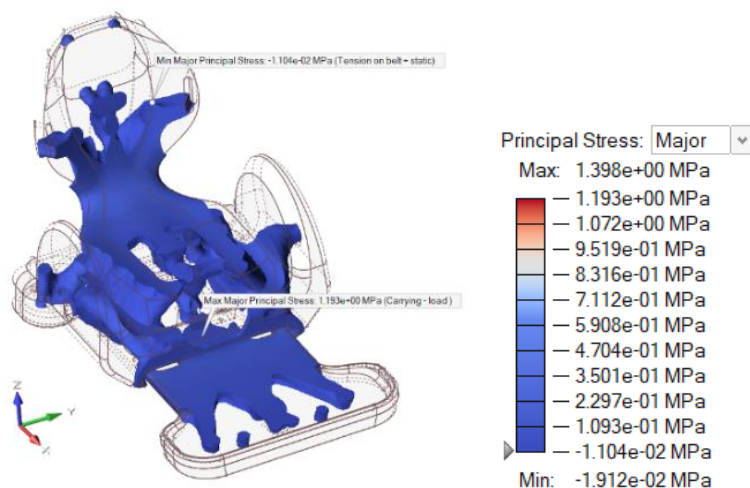 Min Major Principal Stress: -1.104e-02 MPa (Tension on belt + static)
Max Major Principal Stress: 1.193e+00 MPa (Carrying - load )
Z
Y
X
Principal Stress: Major
Max: 1.398e+00 MPa
1.193e+00 MPa
1.072e+00 MPa
9.519e-01 MPa
8.316e-01 MPa
7.112e-01 MPa
5.908e-01 MPa
4.704e-01 MPa
3.501e-01 MPa
2.297e-01 MPa
1.093e-01 MPa
-1.104e-02 MPa
Min: -1.912e-02 MPa